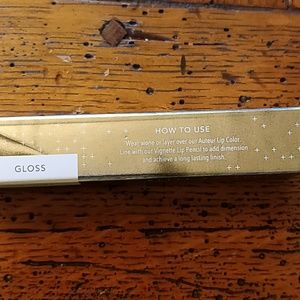 HOW TO USE
Wear alone or layer over our Auteur Lip Color.
Line with our Vignette Lip Pencil to add dimension
and achieve a long lasting finish.
GLOSS